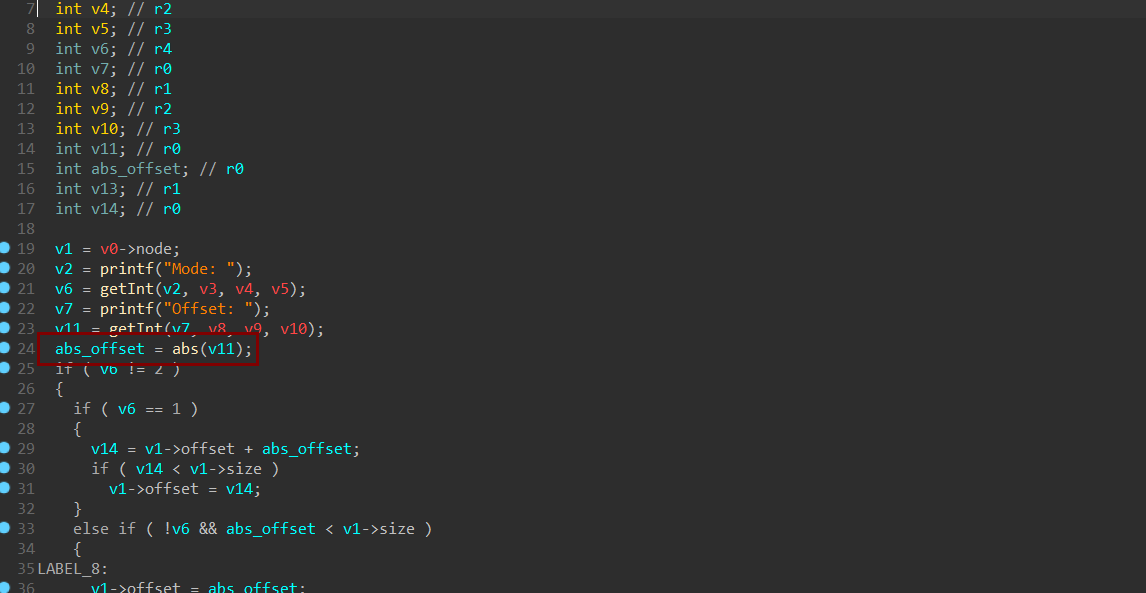 7 int v4; // r2
8 int v5; // r3
9 int v6; // r4
10 int v7; // r0
11 int v8; // r1
12 int v9; // r2
13 int v10; // r3
14 int v11; // r0
15 int abs_offset; // r0
16 int v13; // r1
17 int v14; // r0
18
19 v1 = v0->node;
20 v2 = printf("Mode: ");
21 v6 = getInt(v2, v3, v4, v5);
22 v7 = printf("Offset: ");
23 v11 = getInt(v7, v8, v9, v10);
24 abs_offset = abs(v11);
25 if ( v6 != 2 )
26 {
27 if ( v6 == 1 )
28 {
29 v14 = v1->offset + abs_offset;
30 if ( v14 < v1->size )
31 v1->offset = v14;
32 }
33 else if ( !v6 && abs_offset < v1->size )
34 {
35 LABEL_8:
36 v1->offset = abs_offset;